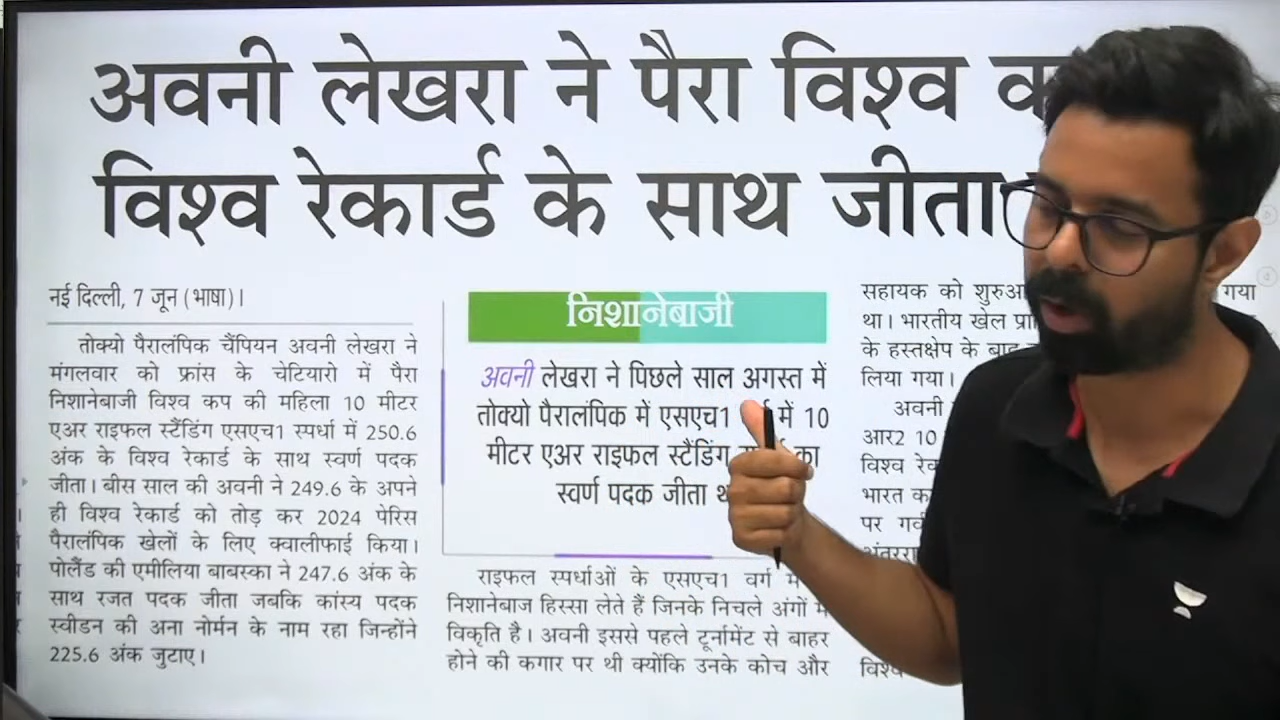 अवनी लेखरा ने पैरा विश्व
विश्व रेकार्ड के साथ जीता
नई दिल्ली, 7 जून (भाषा)।
तोक्यो पैरालंपिक चैंपियन अवनी लेखरा ने
मंगलवार को फ्रांस के चेटियारो में पैरा
निशानेबाजी विश्व कप की महिला 10 मीटर
एअर राइफल स्टैंडिंग एसएच1 स्पर्धा में 250.6
अंक के विश्व रेकार्ड के साथ स्वर्ण पदक
जीता। बीस साल की अवनी ने 249.6 के अपने
ही विश्व रेकार्ड को तोड़ कर 2024 पेरिस
पैरालंपिक खेलों के लिए क्वालीफाई किया।
पोलैंड की एमीलिया बाबस्का ने 247.6 अंक के
साथ रजत पदक जीता जबकि कांस्य पदक
स्वीडन की अना नोर्मन के नाम रहा जिन्होंने
225.6 अंक जुटाए।
निशानेबाजी
अवनी लेखरा ने पिछले साल अगस्त में
तोक्यो पैरालंपिक में एसएच1 में 10
मीटर एअर राइफल स्टैंडिंग का
स्वर्ण पदक जीता
राइफल स्पर्धाओं के एसएच1 वर्ग में
निशानेबाज हिस्सा लेते हैं जिनके निचले अंगों में
विकृति है। अवनी इससे पहले टूर्नामेंट से बाहर
होने की कगार पर थी क्योंकि उनके कोच और
सहायक को गया
था। भारतीय खेल
के हस्तक्षेप के बाद
लिया गया।
अवनी
आर2 10
विश्व
भारत
पर